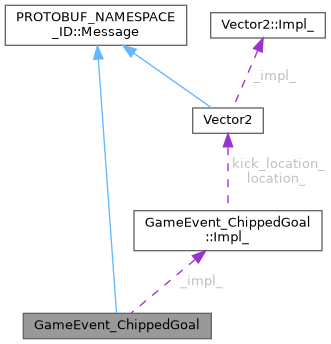 PROTOBUF_NAMESPACE
_ID::Message
Vector2::Impl_
_impl_
Vector2
kick_location_
location_
GameEvent_ChippedGoal
::Impl_
_impl_
GameEvent_ChippedGoal